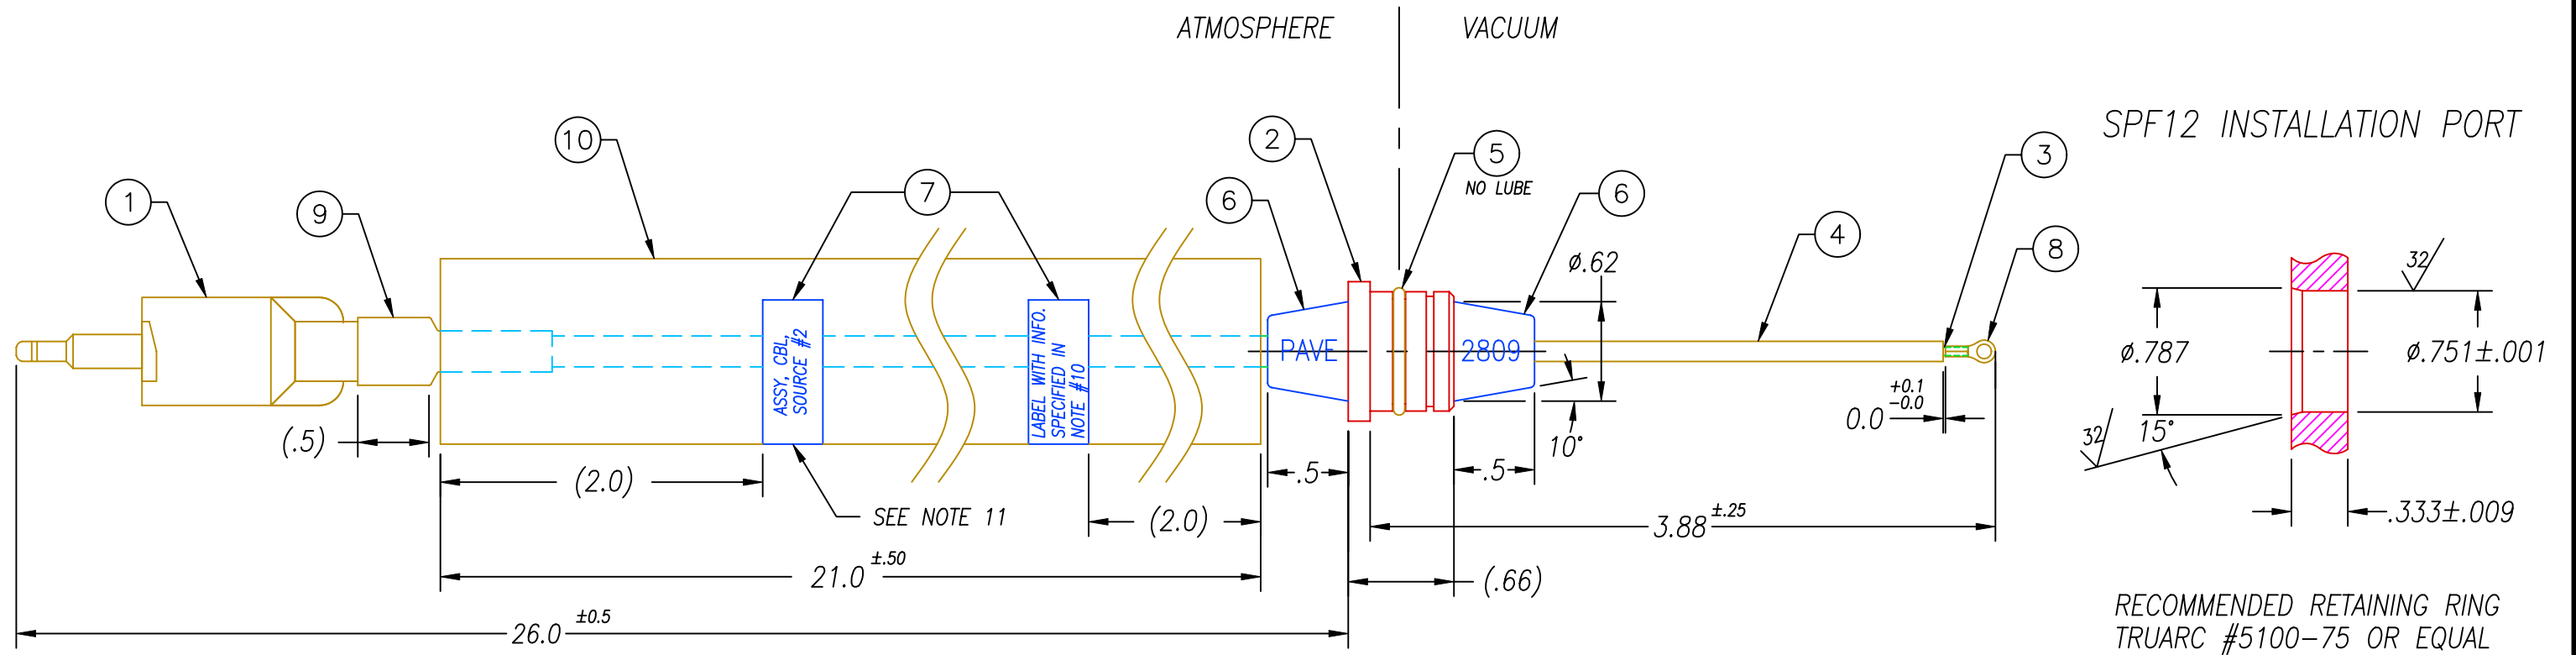 ATMOSPHERE
VACUUM
SPF12 INSTALLATION PORT
10
2
5
NO LUBE
3
1
9
7
6
6
4
8
Ø.62
32
ASSY, CBL,
SOURCE #2
LABEL WITH INFO.
SPECIFIED IN
NOTE #10
PAVE
2809
Ø.787
Ø.751±.001
+0.1
-0.0
0.0
(.5)
10°
15°
32
(2.0)
.5
.5
SEE NOTE 11
(2.0)
3.88 ±.25
.333±.009
21.0 ±.50
(.66)
26.0 ±0.5
RECOMMENDED RETAINING RING
TRUARC #5100-75 OR EQUAL